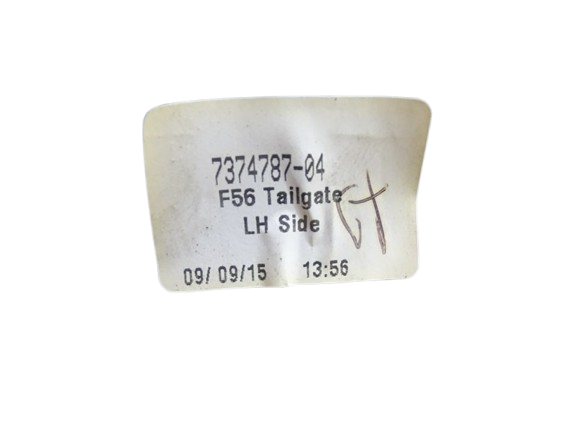 7374787-04
F56 Tailgate
LH Side
09/ 09/15 13:56